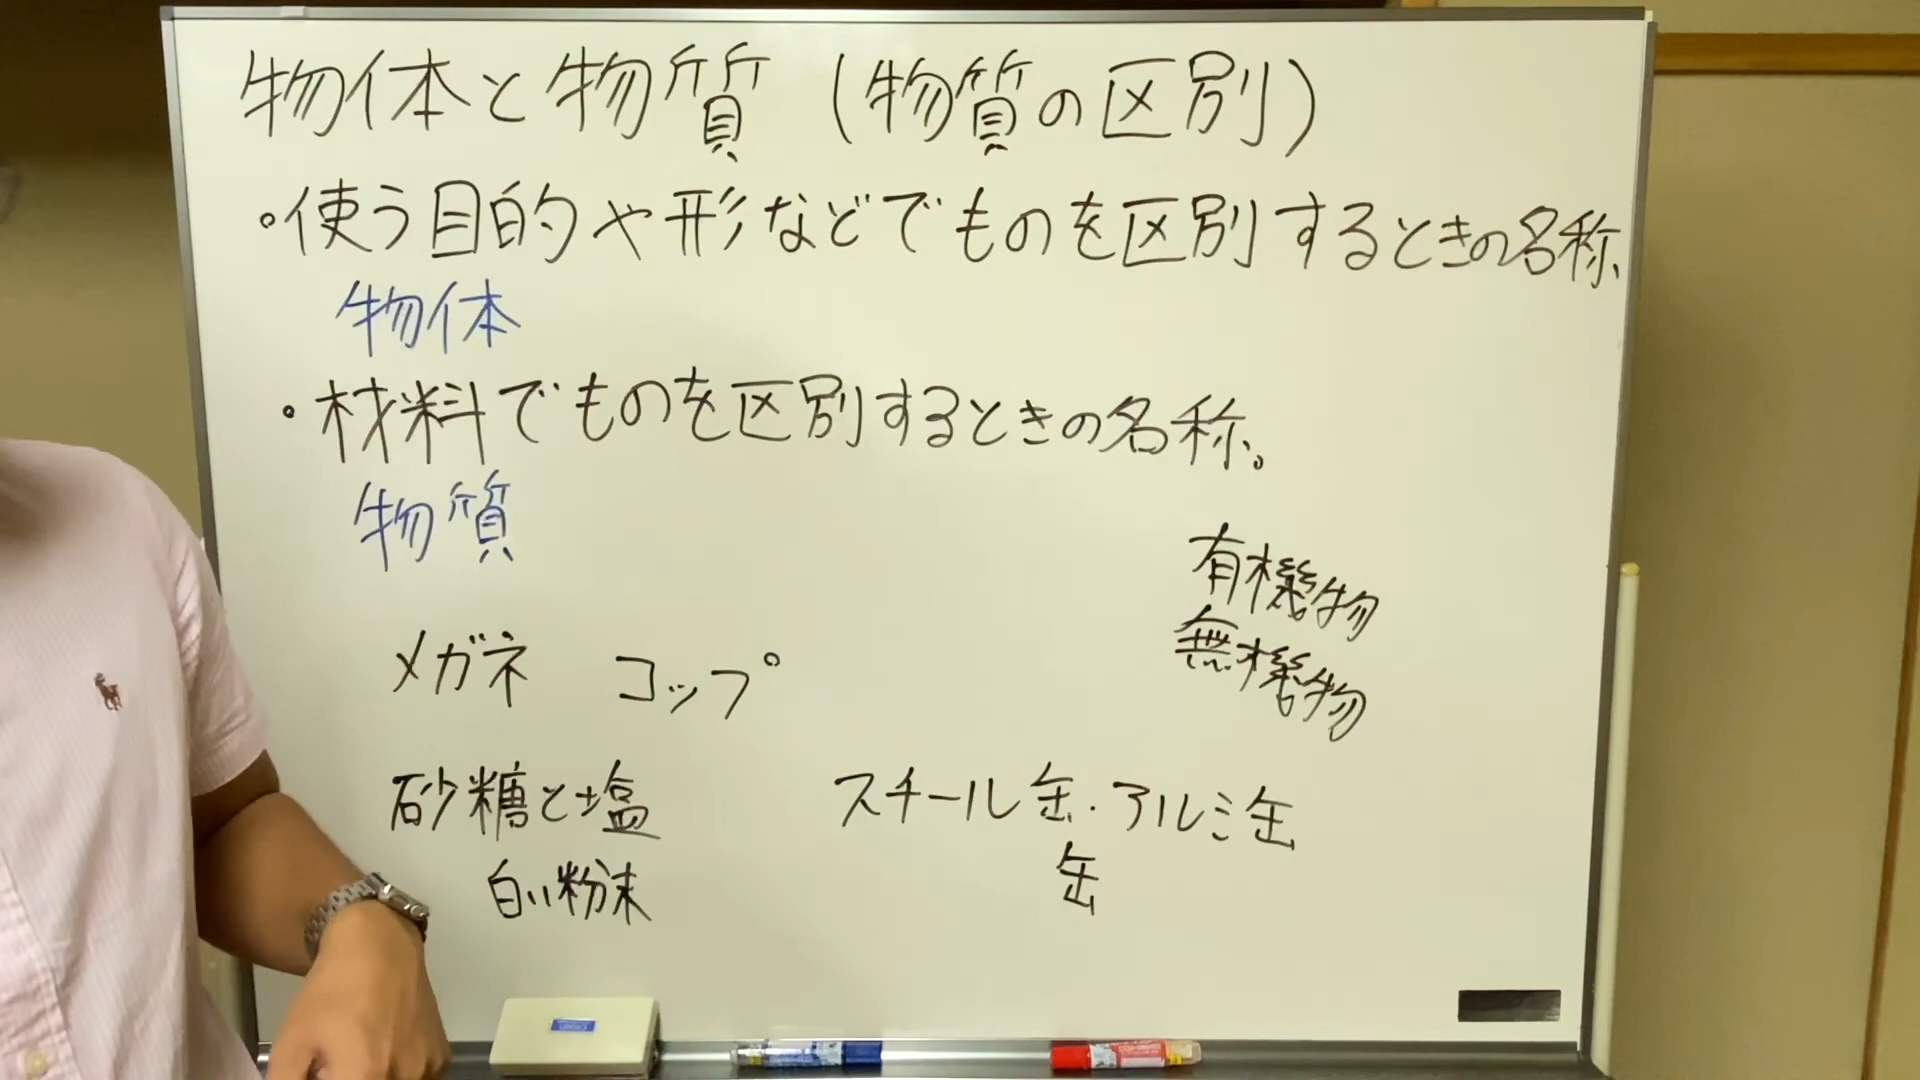 物体と物質(物質の区別)
・使う目的や形などでものを区別するときの名称、
物体
・材料でものを区別するときの名称。
物質
有機物
無機物
メガネ コップ
砂糖と塩
白い粉末
スチール缶・アルミ缶
缶